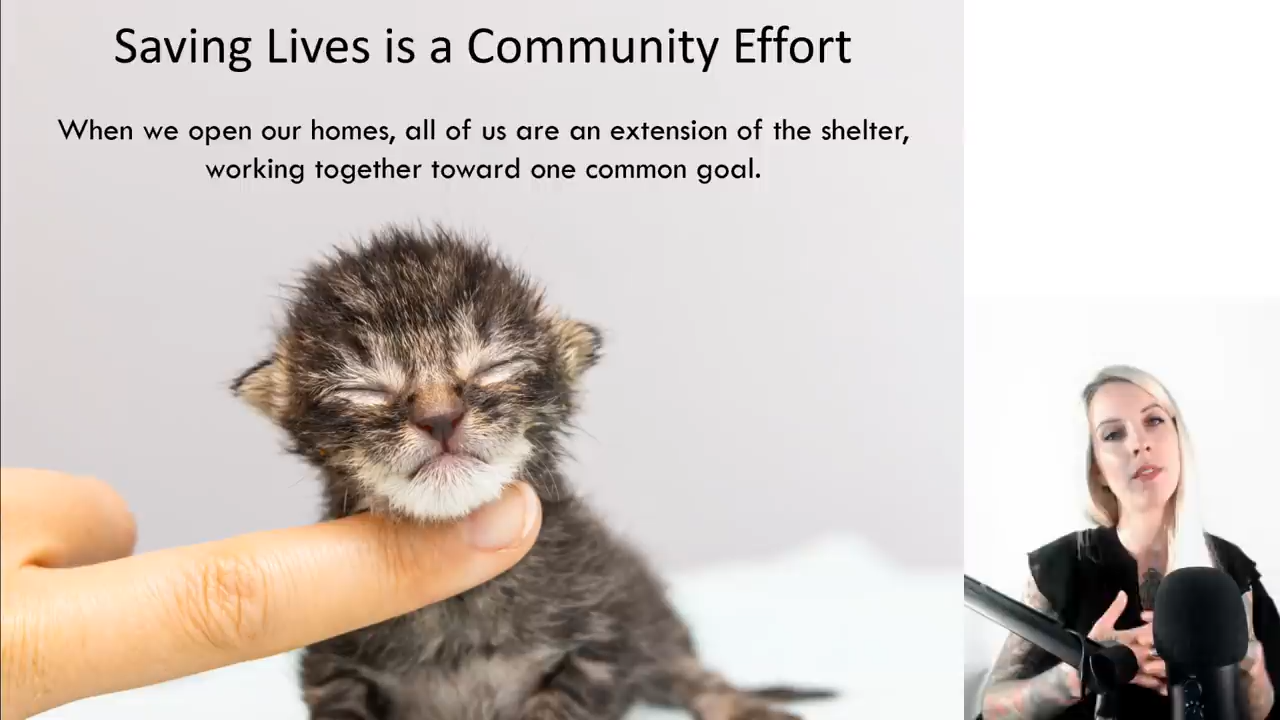 Saving Lives is a Community Effort
When we open our homes, all of us are an extension of the shelter,
working together toward one common goal.